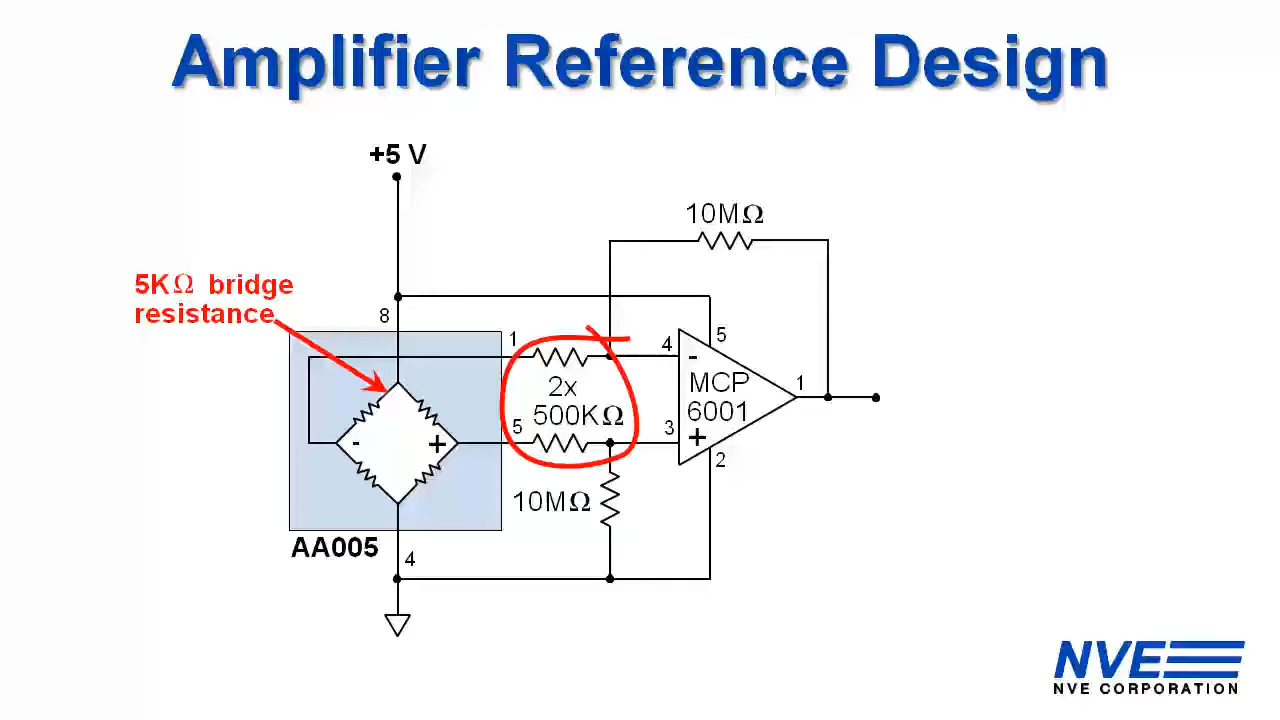 Amplifier Reference Design
+5 V
10MΩ
5KΩ bridge
resistance
8
1
4
5
2x
500KΩ
MCP
6001
-
+
1
-
+
5
3
2
10MΩ
AA005
4
NVE
NVE CORPORATION